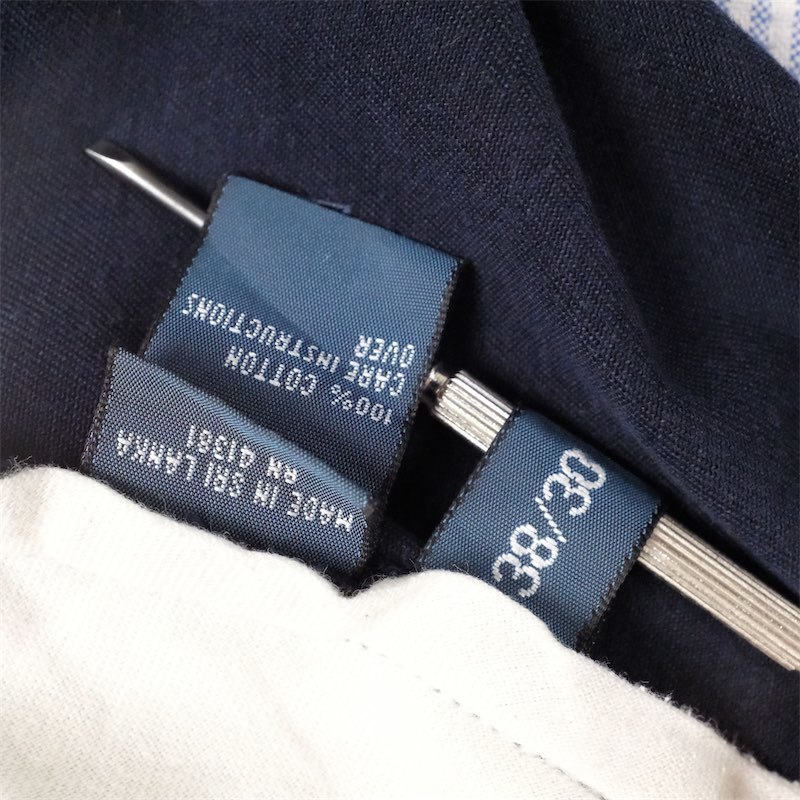 100% COTTON
CARE INSTRUCTIONS
OVER
MADE IN SRI LANKA
RN 41381
38/30